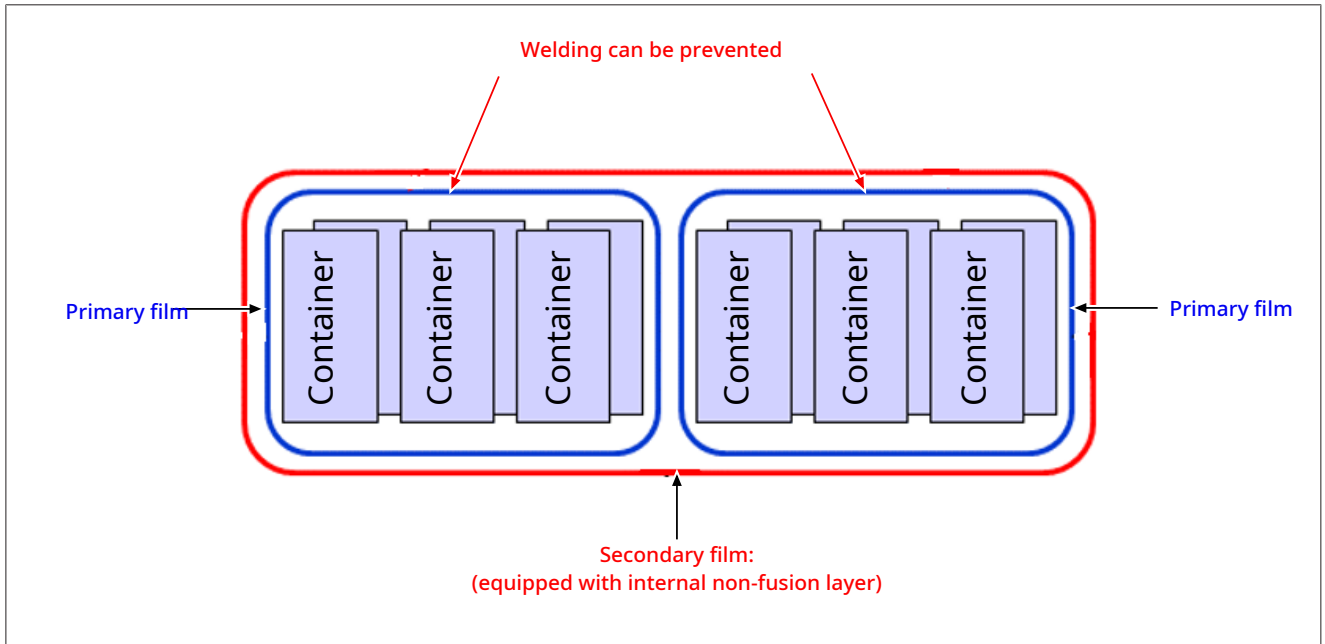 Welding can be prevented
Container
Container
Container
Container
Container
Container
Primary film
Primary film
Secondary film:
(equipped with internal non-fusion layer)